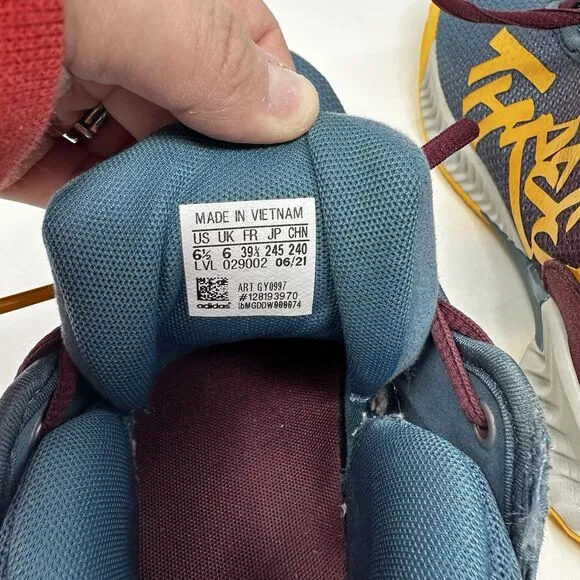 MADE IN VIETNAM
US UK FR JP CHN
6½ 6 39⅓ 245 240
LVL 029002 06/21
ART GY0997
#128193970
adidas